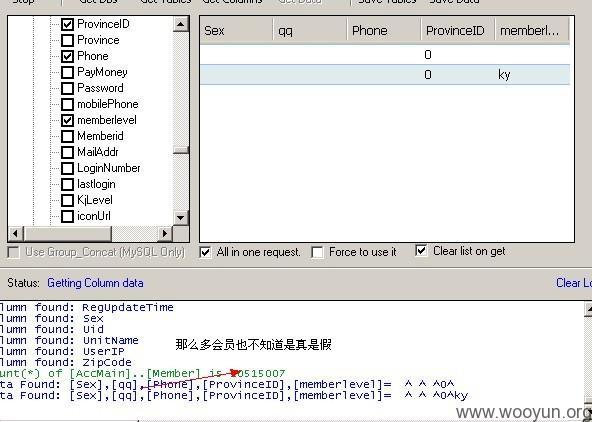 Get DBs Get Tables Get Columns Get Data Save Tables Save Data
ProvinceID
Province
Phone
PayMoney
Password
mobilePhone
memberlevel
Memberid
MailAddr
LoginNumber
lastlogin
KjLevel
iconUrl
Sex qq Phone ProvinceID memberl...
0
0 ky
Use Group_Concat (MySQL Only) All in one request. Force to use it Clear list on get
Status: Getting Column data Clear Lo
lumn found: RegUpdateTime
lumn found: Sex
lumn found: Uid
lumn found: UnitName
lumn found: UserIP
lumn found: ZipCode
那么多会员也不知道是真是假
ount(*) of [AccMain]..[Member] is 0515007
ta Found: [Sex],[qq],[Phone],[ProvinceID],[memberlevel]= ^ ^ ^0^
ta Found: [Sex],[qq],[Phone],[ProvinceID],[memberlevel]= ^ ^ ^0^ky
www.wooyun.org